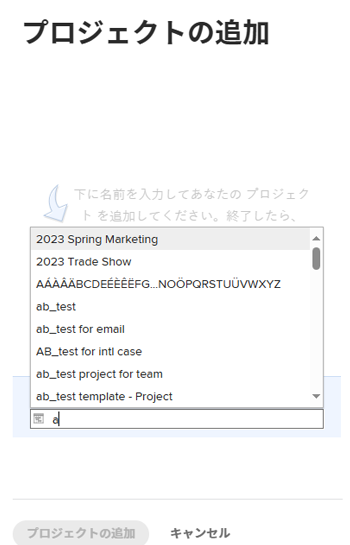 プロジェクトの追加
下に名前を入力してあなたの プロジェク
ト を追加してください。終了したら、
2023 Spring Marketing
2023 Trade Show
AÁÀÂÄBCDEÉÈÊËFG...NOÖPQRSTUÜVWXYZ
ab_test
ab_test for email
AB_test for intl case
ab_test project for team
ab_test template - Project
a
プロジェクトの追加 キャンセル